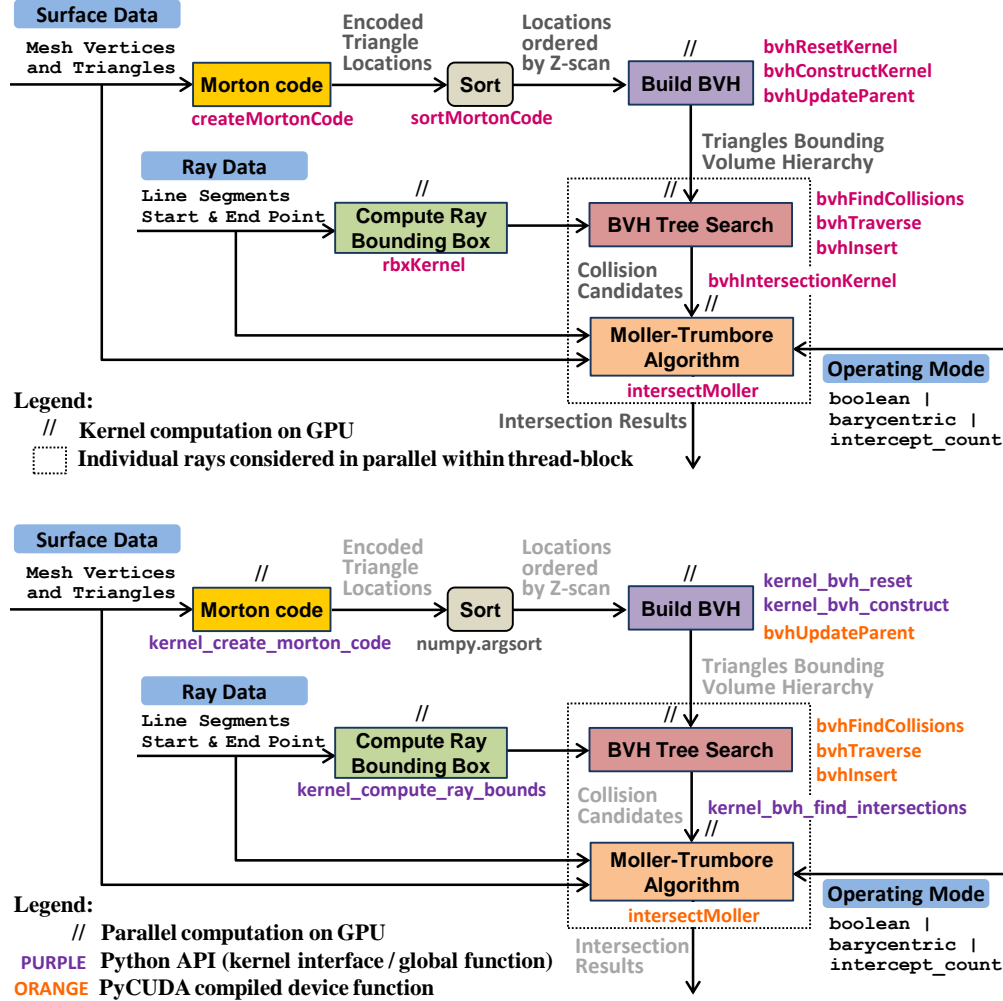 Surface Data
Mesh Vertices
and Triangles
Encoded
Triangle
Locations
Locations
ordered
by Z-scan
//
bvhResetKernel
bvhConstructKernel
bvhUpdateParent
Morton code
Sort
Build BVH
createMortonCode
sortMortonCode
Triangles Bounding
Volume Hierarchy
Ray Data
Line Segments
Start & End Point
//
//
Compute Ray
Bounding Box
BVH Tree Search
bvhFindCollisions
bvhTraverse
bvhInsert
rbxKernel
Collision
Candidates
bvhIntersectionKernel
//
Moller-Trumbore
Algorithm
intersectMoller
Operating Mode
boolean |
barycentric |
intercept_count
Intersection Results
Legend:
// Kernel computation on GPU
Individual rays considered in parallel within thread-block
Surface Data
Mesh Vertices
and Triangles
//
Encoded
Triangle
Locations
Locations
ordered
by Z-scan
//
kernel_bvh_reset
kernel_bvh_construct
bvhUpdateParent
Morton code
Sort
Build BVH
kernel_create_morton_code
numpy.argsort
Triangles Bounding
Volume Hierarchy
Ray Data
Line Segments
Start & End Point
//
//
Compute Ray
Bounding Box
BVH Tree Search
bvhFindCollisions
bvhTraverse
bvhInsert
kernel_compute_ray_bounds
Collision
Candidates
kernel_bvh_find_intersections
//
Moller-Trumbore
Algorithm
intersectMoller
Operating Mode
boolean |
barycentric |
intercept_count
Intersection
Results
Legend:
// Parallel computation on GPU
PURPLE Python API (kernel interface / global function)
ORANGE PyCUDA compiled device function